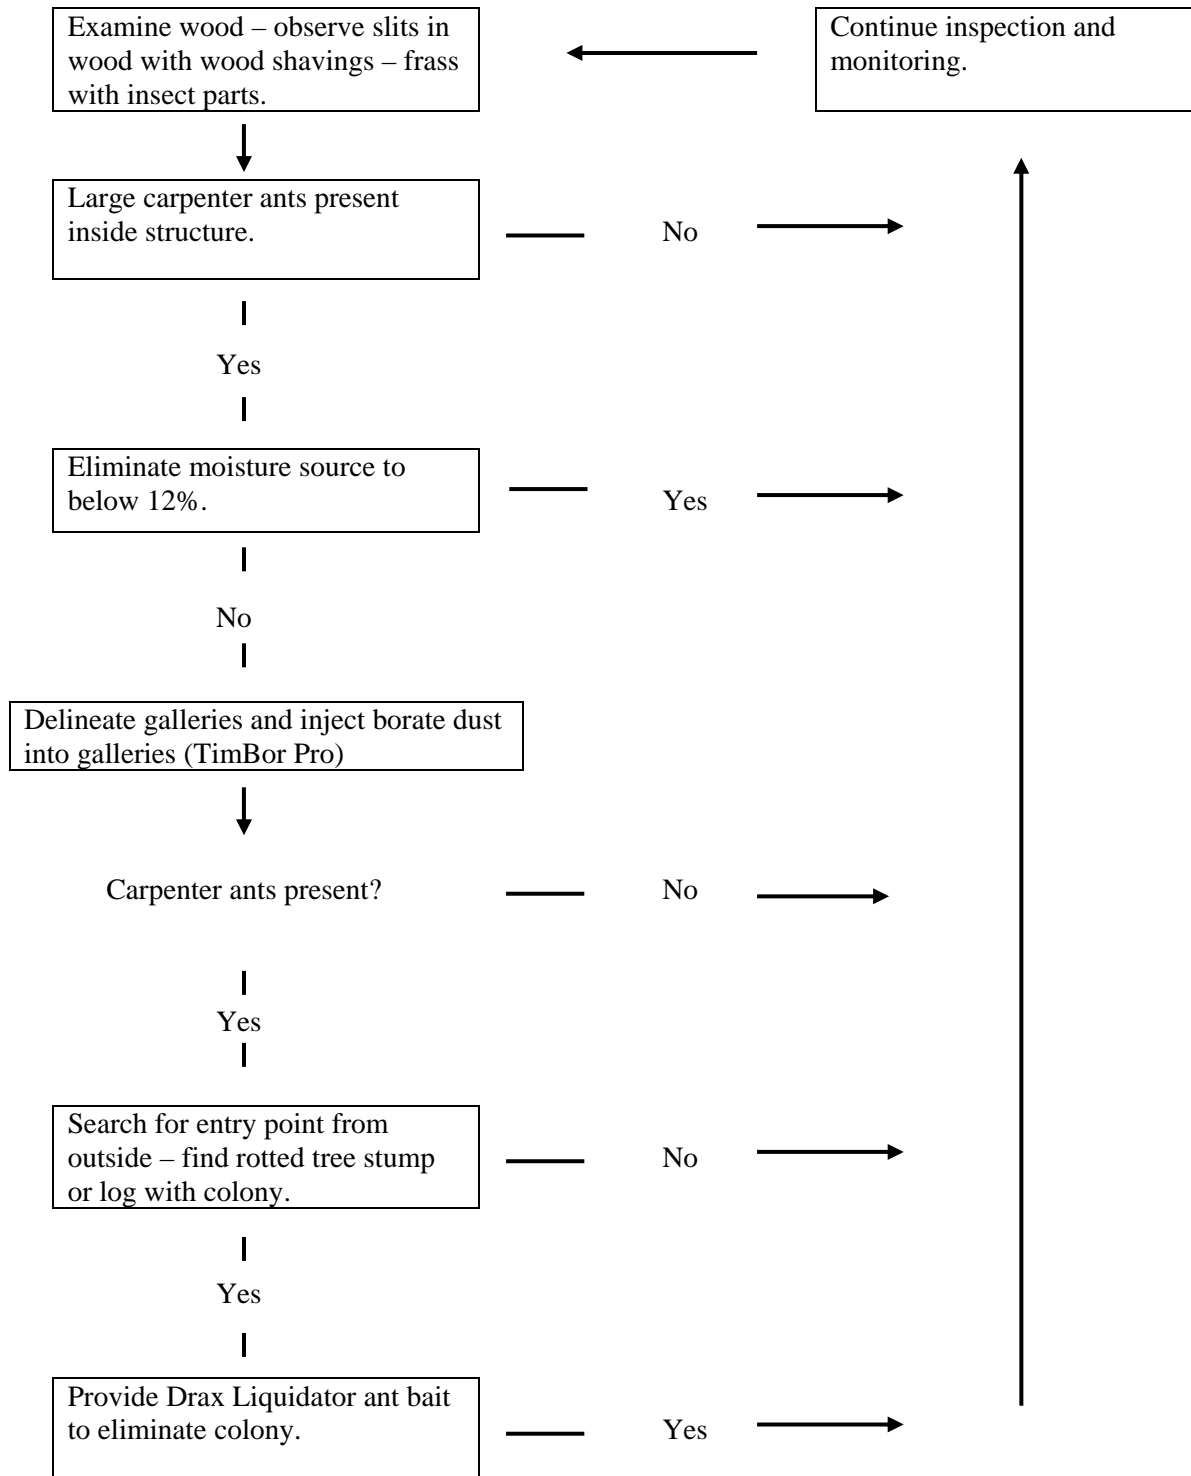 Examine wood – observe slits in
wood with wood shavings – frass
with insect parts.
Continue inspection and
monitoring.
Large carpenter ants present
inside structure.
No
Yes
Eliminate moisture source to
below 12%.
Yes
No
Delineate galleries and inject borate dust
into galleries (TimBor Pro)
Carpenter ants present?
No
Yes
Search for entry point from
outside – find rotted tree stump
or log with colony.
No
Yes
Provide Drax Liquidator ant bait
to eliminate colony.
Yes